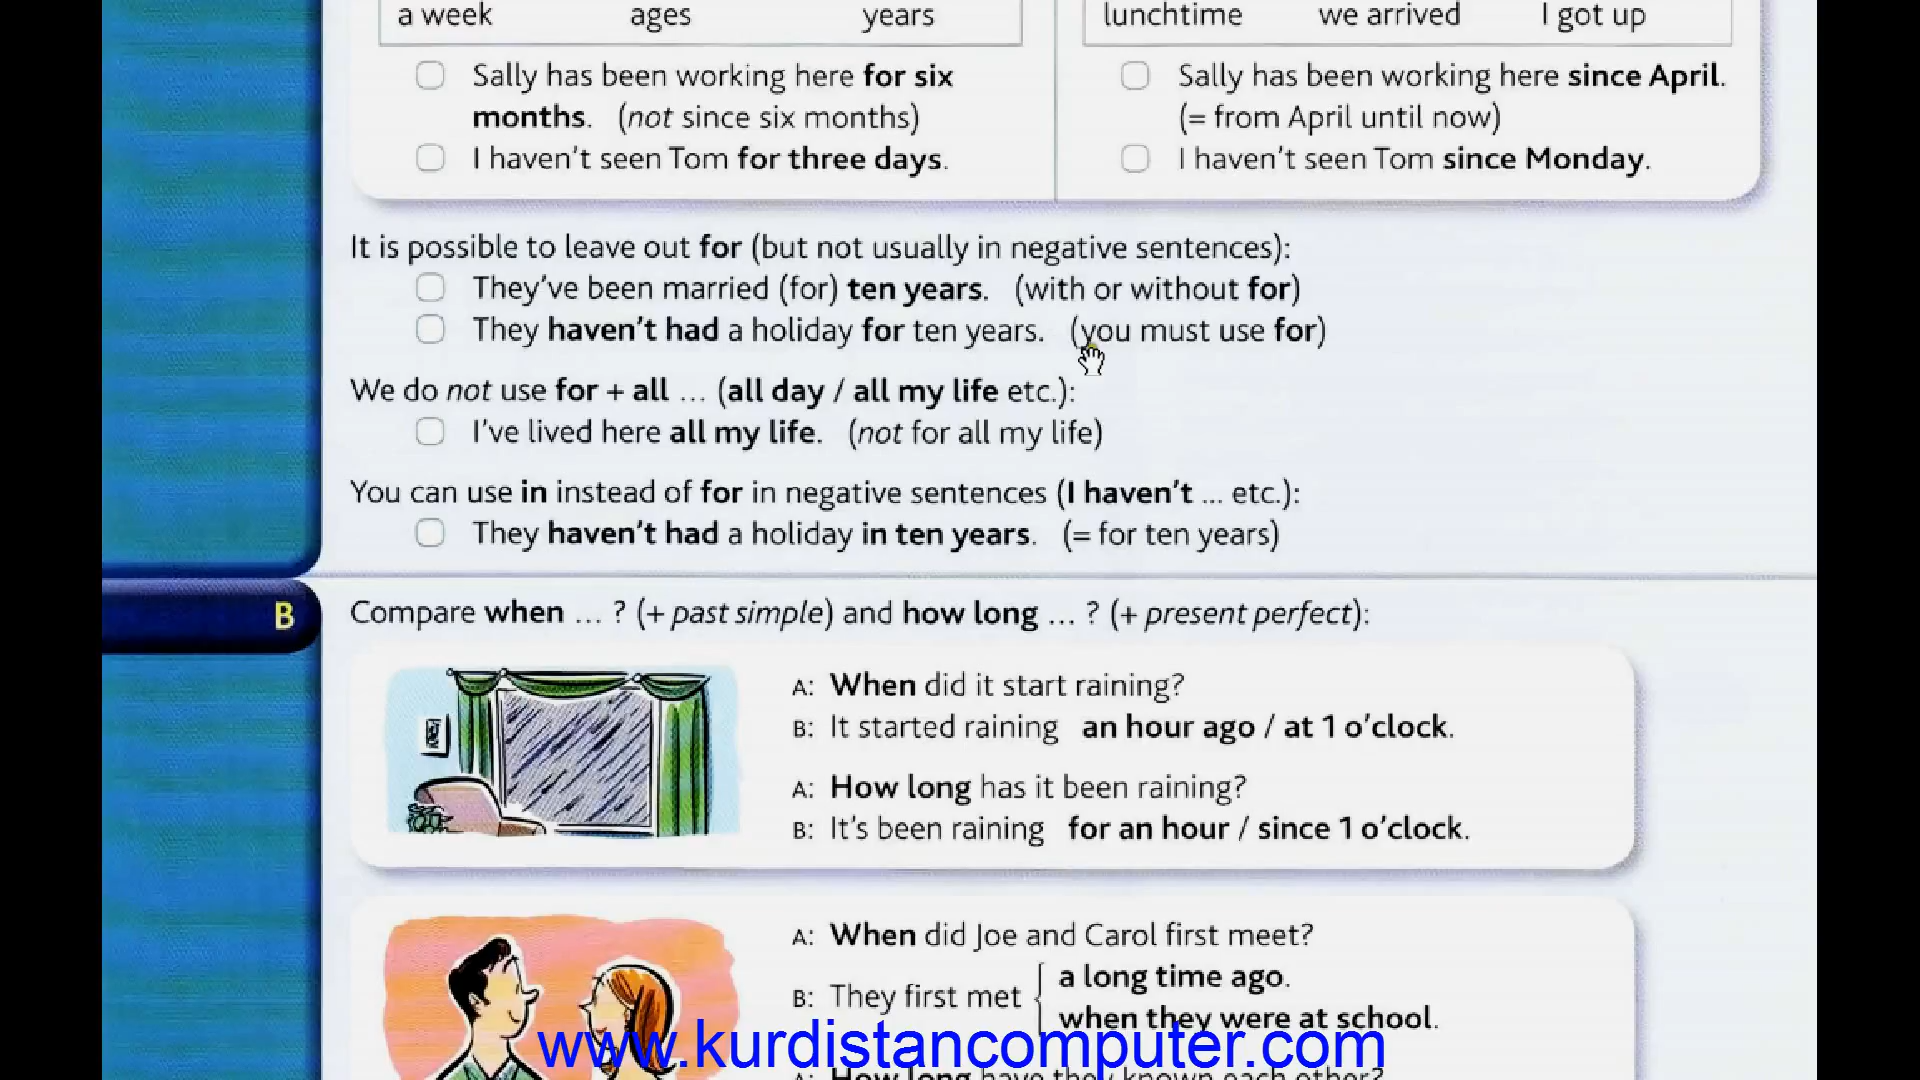 a week ages years
lunchtime we arrived I got up
Sally has been working here for six
months. (not since six months)
I haven't seen Tom for three days.
Sally has been working here since April.
(= from April until now)
I haven't seen Tom since Monday.
It is possible to leave out for (but not usually in negative sentences):
They've been married (for) ten years. (with or without for)
They haven't had a holiday for ten years. (you must use for)
We do not use for + all … (all day / all my life etc.):
I've lived here all my life. (not for all my life)
You can use in instead of for in negative sentences (I haven't … etc.):
They haven't had a holiday in ten years. (= for ten years)
B
Compare when … ? (+ past simple) and how long … ? (+ present perfect):
A: When did it start raining?
B: It started raining an hour ago / at 1 o'clock.
A: How long has it been raining?
B: It's been raining for an hour / since 1 o'clock.
A: When did Joe and Carol first meet?
B: They first met
a long time ago.
when they were at school.
www.kurdistancomputer.com
A: How long have they known each other?